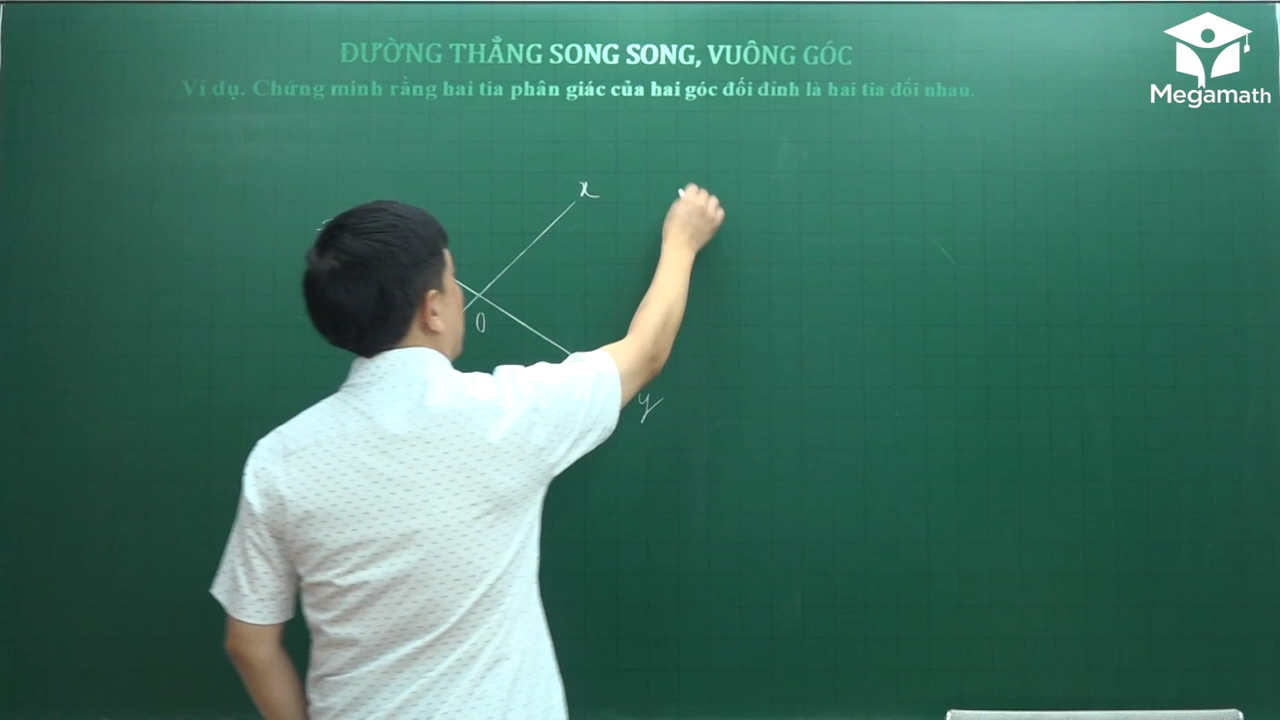 ĐƯỜNG THẲNG SONG SONG, VUÔNG GÓC
Ví dụ. Chứng minh rằng hai tia phân giác của hai góc đối đỉnh là hai tia đối nhau.
Megamath
x
O
y